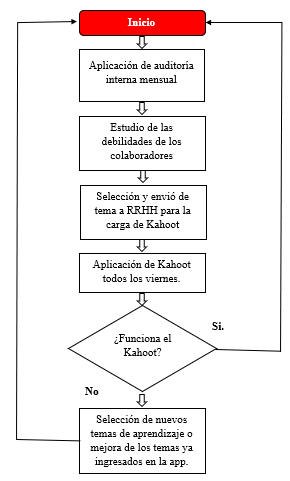 Inicio
Aplicación de auditoría
interna mensual
Estudio de las
debilidades de los
colaboradores
Selección y envió de
tema a RRHH para la
carga de Kahoot
Aplicación de Kahoot
todos los viernes.
¿Funciona el
Kahoot?
Si.
No
Selección de nuevos
temas de aprendizaje o
mejora de los temas ya
ingresados en la app.